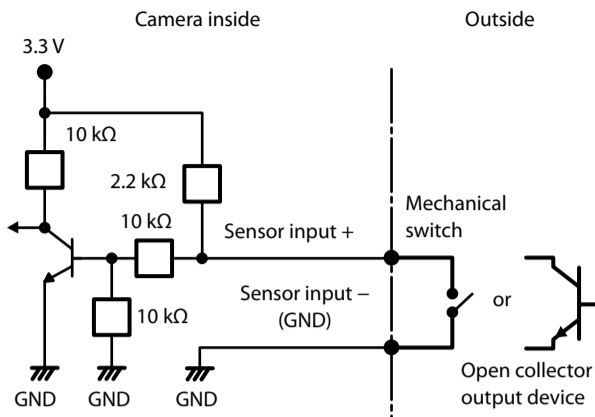 Camera inside
Outside
3.3 V
10 kΩ
2.2 kΩ
Mechanical
switch
10 kΩ
Sensor input +
Sensor input −
(GND)
or
10 kΩ
Open collector
output device
GND
GND
GND